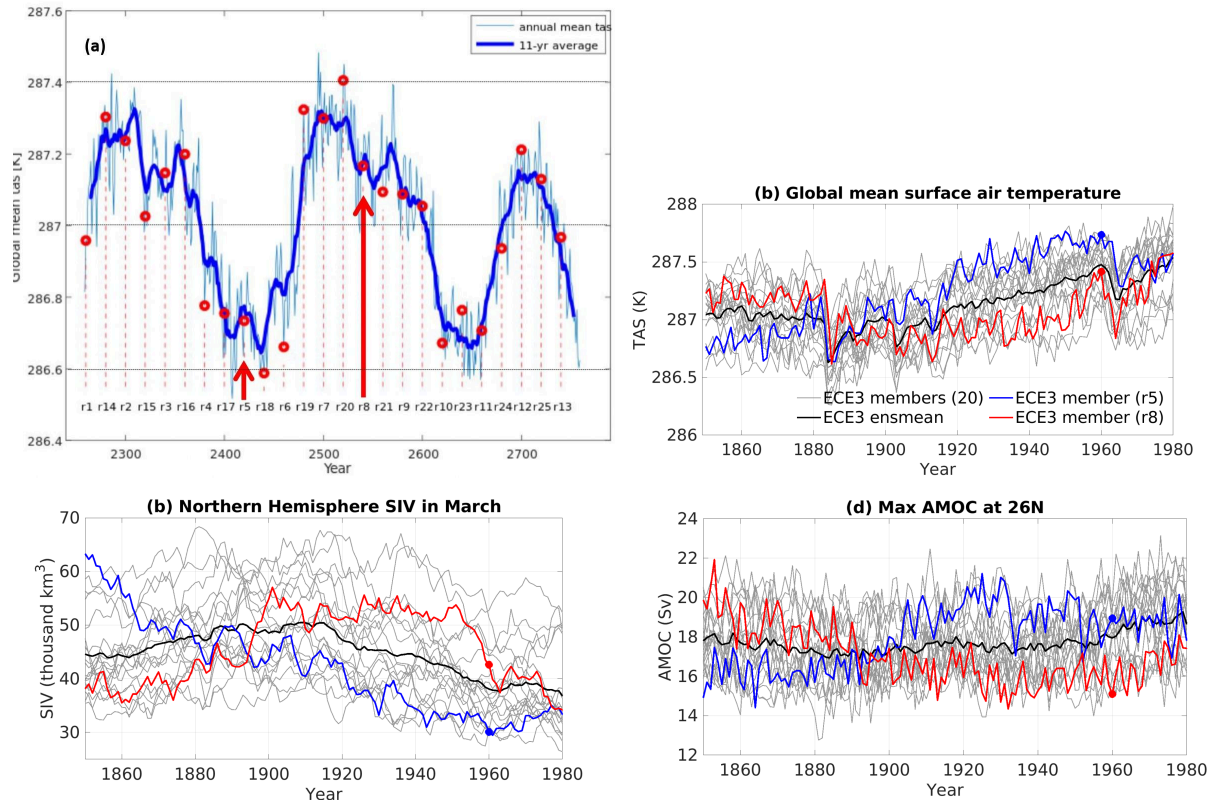 287.6
annual mean tas
11-yr average
(a)
287.4
287.2
287
286.8
286.6
286.4
Global mean tas [K]
r1 r14 r2 r15 r3 r16 r4 r17 r5 r18 r6 r19 r7 r20 r8 r21 r9 r22 r10 r23 r11 r24 r12 r25 r13
2300 2400 2500 2600 2700
Year
(b) Global mean surface air temperature
288
287.5
287
286.5
286
TAS (K)
ECE3 members (20) ECE3 member (r5)
ECE3 ensmean ECE3 member (r8)
1860 1880 1900 1920 1940 1960 1980
Year
(b) Northern Hemisphere SIV in March
70
60
50
40
30
SIV (thousand km³)
1860 1880 1900 1920 1940 1960 1980
Year
(d) Max AMOC at 26N
24
22
20
18
16
14
12
AMOC (Sv)
1860 1880 1900 1920 1940 1960 1980
Year